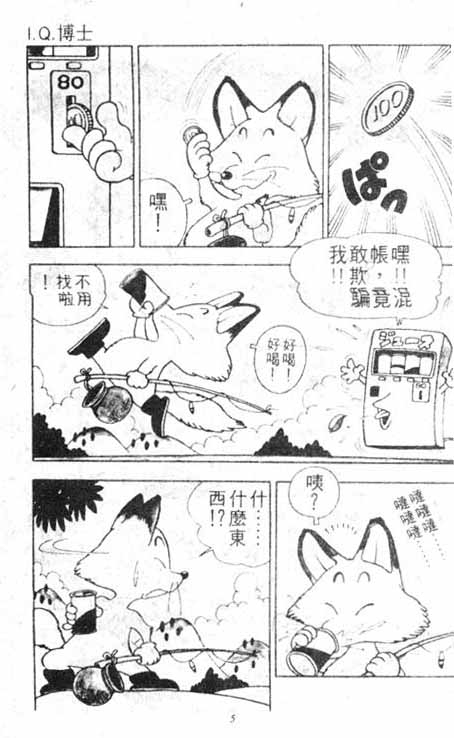 I.Q.博士
100
ぱっ
嘿!
80
嘿!!混
帳,竟
敢欺騙
我!!
ジュース
好喝!
好喝!
不用
找啦
!
噠噠噠……
噠噠噠
咦?
什……
什麼東
西!?
5